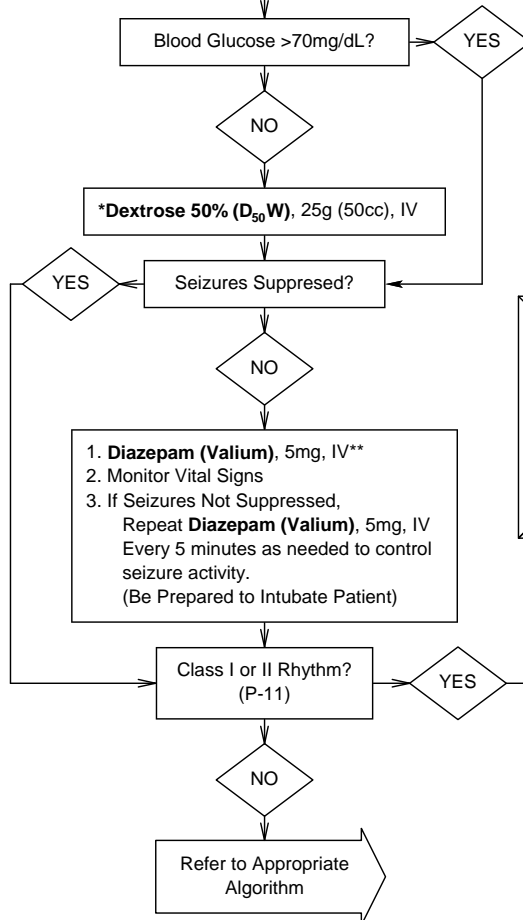 Blood Glucose >70mg/dL?
YES
NO
*Dextrose 50% (D50W), 25g (50cc), IV
YES
Seizures Suppresed?
NO
1. Diazepam (Valium), 5mg, IV**
2. Monitor Vital Signs
3. If Seizures Not Suppressed,
Repeat Diazepam (Valium), 5mg, IV
Every 5 minutes as needed to control
seizure activity.
(Be Prepared to Intubate Patient)
Class I or II Rhythm?
(P-11)
YES
NO
Refer to Appropriate
Algorithm